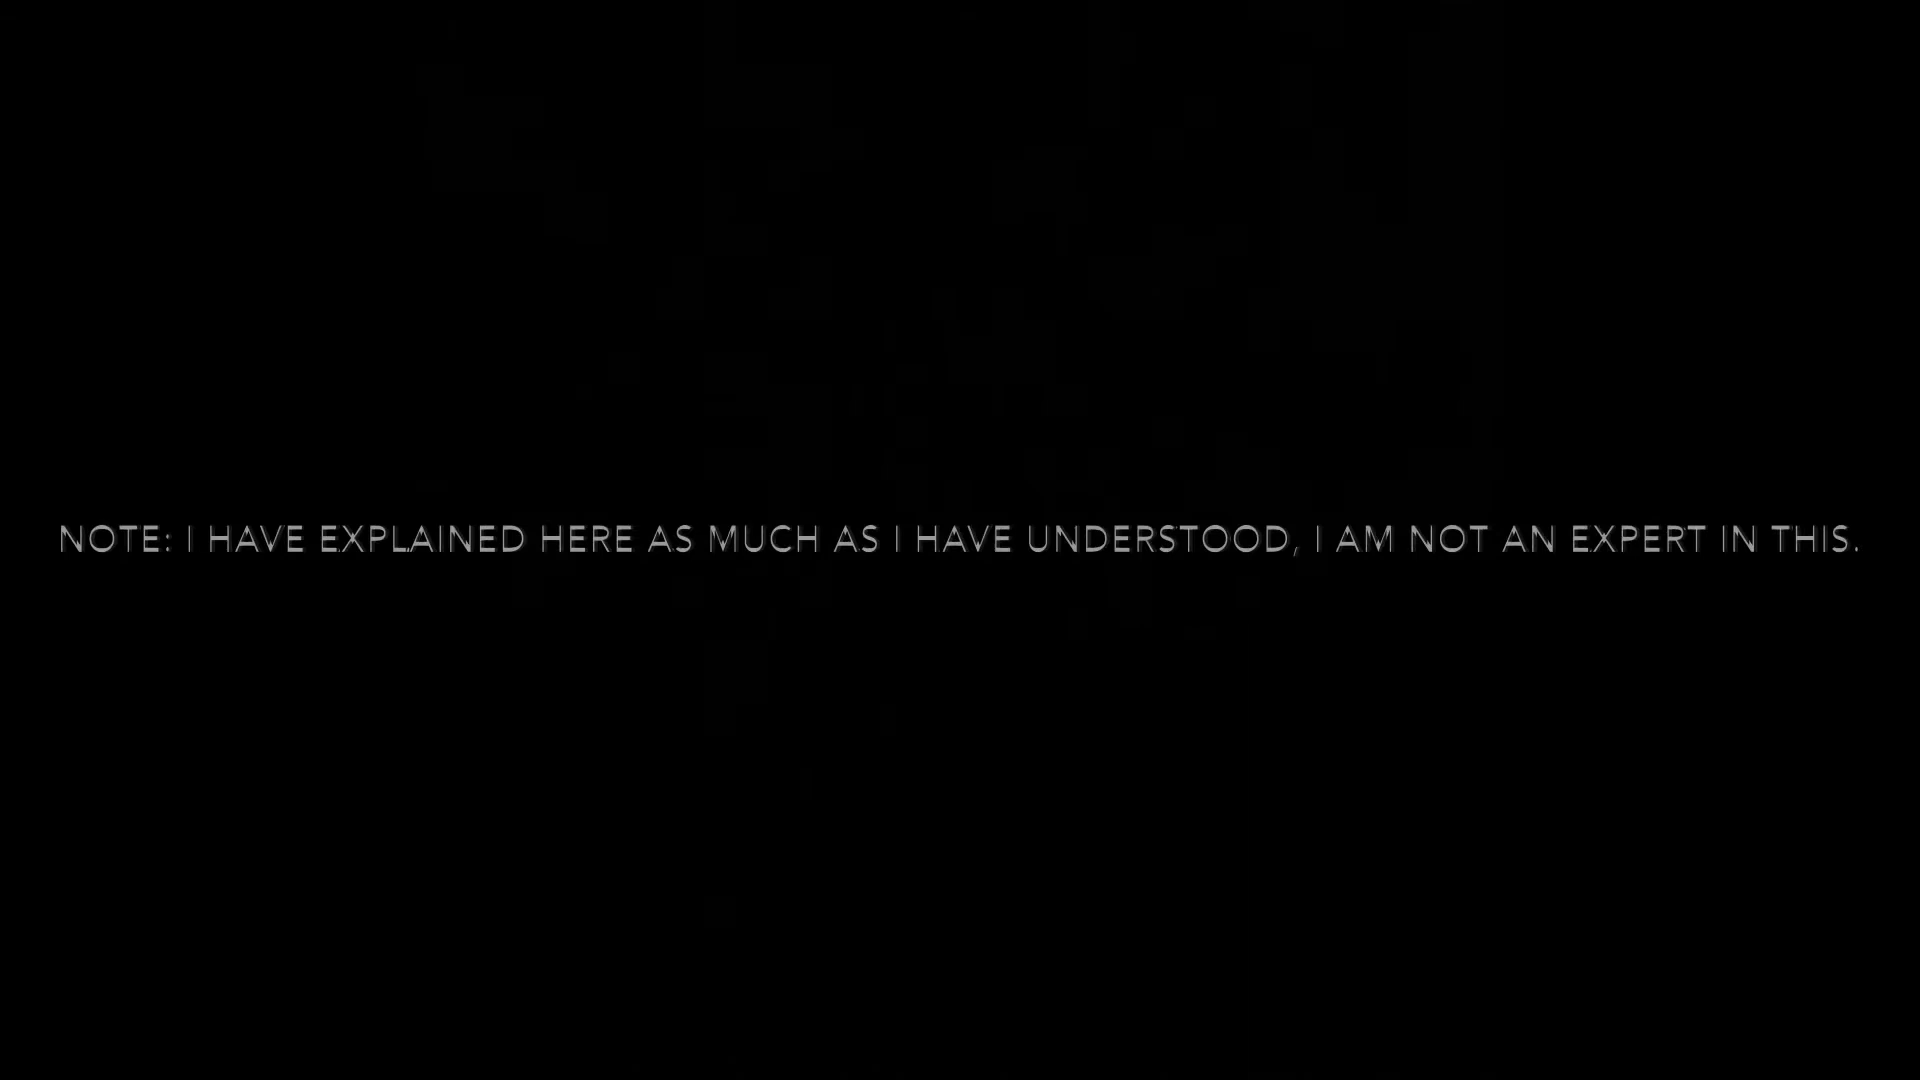 NOTE: I HAVE EXPLAINED HERE AS MUCH AS I HAVE UNDERSTOOD, I AM NOT AN EXPERT IN THIS.